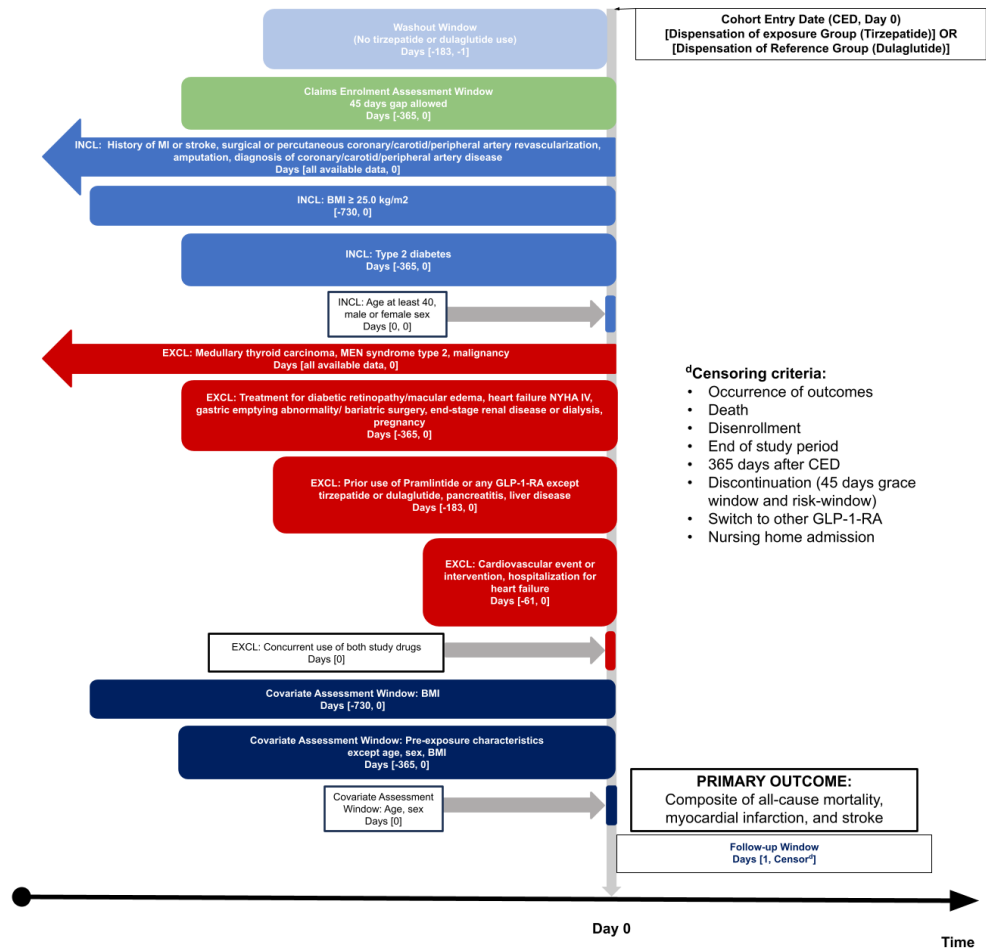 Washout Window
(No tirzepatide or dulaglutide use)
Days [-183, -1]
Cohort Entry Date (CED, Day 0)
[Dispensation of exposure Group (Tirzepatide)] OR
[Dispensation of Reference Group (Dulaglutide)]
Claims Enrolment Assessment Window
45 days gap allowed
Days [-365, 0]
INCL: History of MI or stroke, surgical or percutaneous coronary/carotid/peripheral artery revascularization,
amputation, diagnosis of coronary/carotid/peripheral artery disease
Days [all available data, 0]
INCL: BMI ≥ 25.0 kg/m2
[-730, 0]
INCL: Type 2 diabetes
Days [-365, 0]
INCL: Age at least 40,
male or female sex
Days [0, 0]
EXCL: Medullary thyroid carcinoma, MEN syndrome type 2, malignancy
Days [all available data, 0]
EXCL: Treatment for diabetic retinopathy/macular edema, heart failure NYHA IV,
gastric emptying abnormality/ bariatric surgery, end-stage renal disease or dialysis,
pregnancy
Days [-365, 0]
EXCL: Prior use of Pramlintide or any GLP-1-RA except
tirzepatide or dulaglutide, pancreatitis, liver disease
Days [-183, 0]
EXCL: Cardiovascular event or
intervention, hospitalization for
heart failure
Days [-61, 0]
EXCL: Concurrent use of both study drugs
Days [0]
Covariate Assessment Window: BMI
Days [-730, 0]
Covariate Assessment Window: Pre-exposure characteristics
except age, sex, BMI
Days [-365, 0]
Covariate Assessment
Window: Age, sex
Days [0]
dCensoring criteria:
• Occurrence of outcomes
• Death
• Disenrollment
• End of study period
• 365 days after CED
• Discontinuation (45 days grace
window and risk-window)
• Switch to other GLP-1-RA
• Nursing home admission
PRIMARY OUTCOME:
Composite of all-cause mortality,
myocardial infarction, and stroke
Follow-up Window
Days [1, Censord]
Day 0
Time